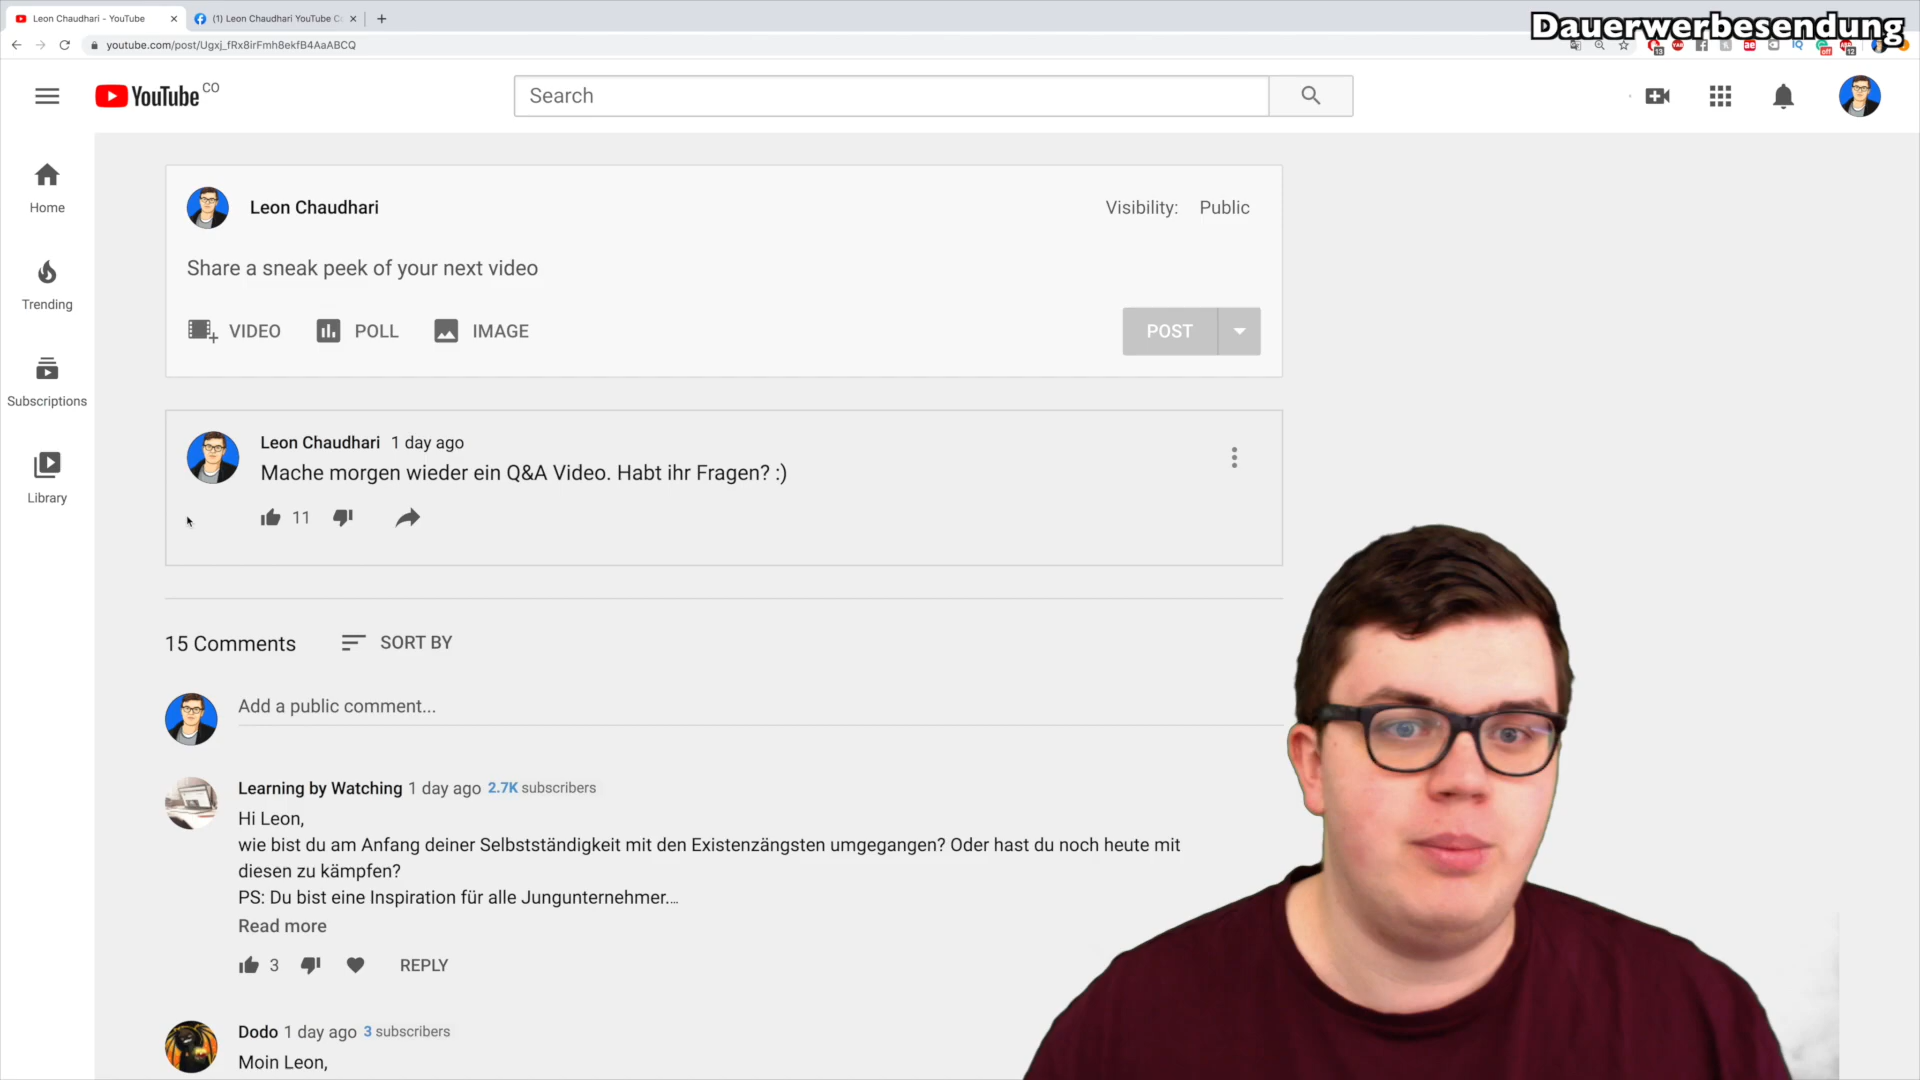 Leon Chaudhari - YouTube
(1) Leon Chaudhari YouTube C
Dauerwerbesendung
youtube.com/post/Ugxj_fRx8irFmh8ekfB4AaABCQ
YouTube CO
Search
Home
Trending
Subscriptions
Library
Leon Chaudhari
Visibility: Public
Share a sneak peek of your next video
VIDEO POLL IMAGE
POST
Leon Chaudhari 1 day ago
Mache morgen wieder ein Q&A Video. Habt ihr Fragen? :)
11
15 Comments SORT BY
Add a public comment...
Learning by Watching 1 day ago 2.7K subscribers
Hi Leon,
wie bist du am Anfang deiner Selbstständigkeit mit den Existenzängsten umgegangen? Oder hast du noch heute mit
diesen zu kämpfen?
PS: Du bist eine Inspiration für alle Jungunternehmer...
Read more
3 REPLY
Dodo 1 day ago 3 subscribers
Moin Leon,